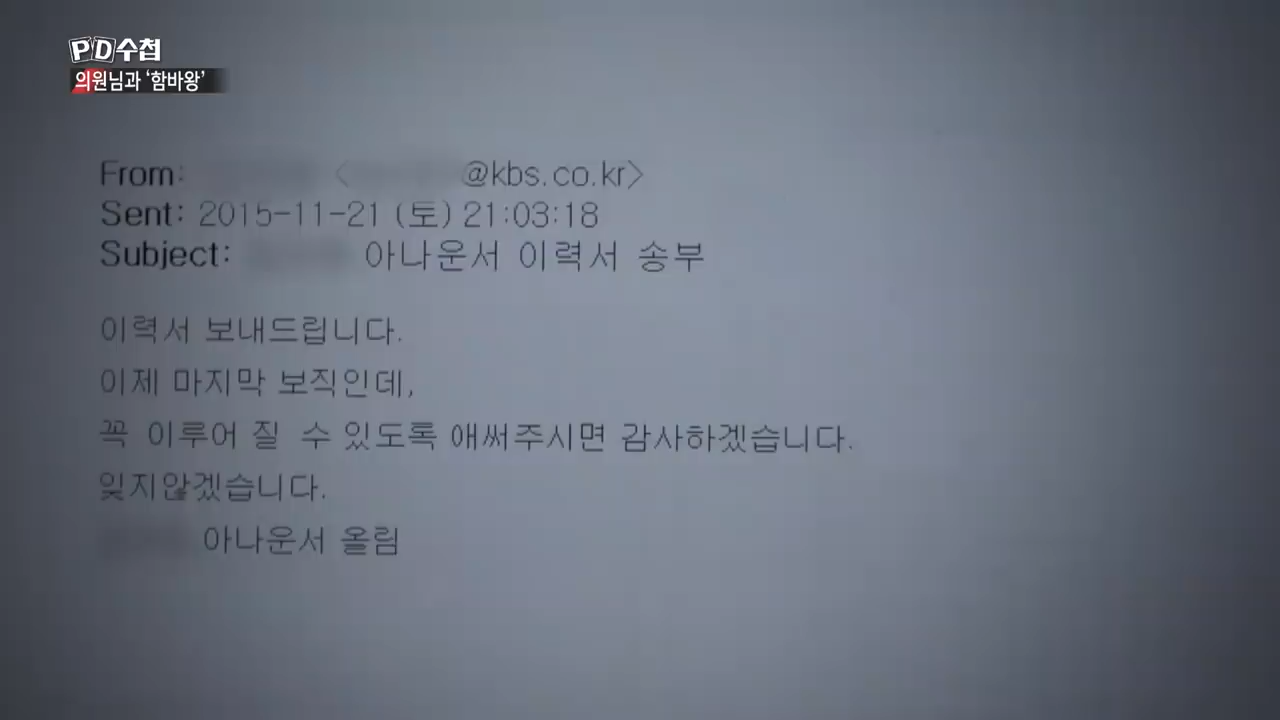 PD수첩
의원님과 ‘함바왕’
From: < @kbs.co.kr>
Sent: 2015-11-21 (토) 21:03:18
Subject: 아나운서 이력서 송부
이력서 보내드립니다.
이제 마지막 보직인데,
꼭 이루어 질 수 있도록 애써주시면 감사하겠습니다.
잊지않겠습니다.
아나운서 올림